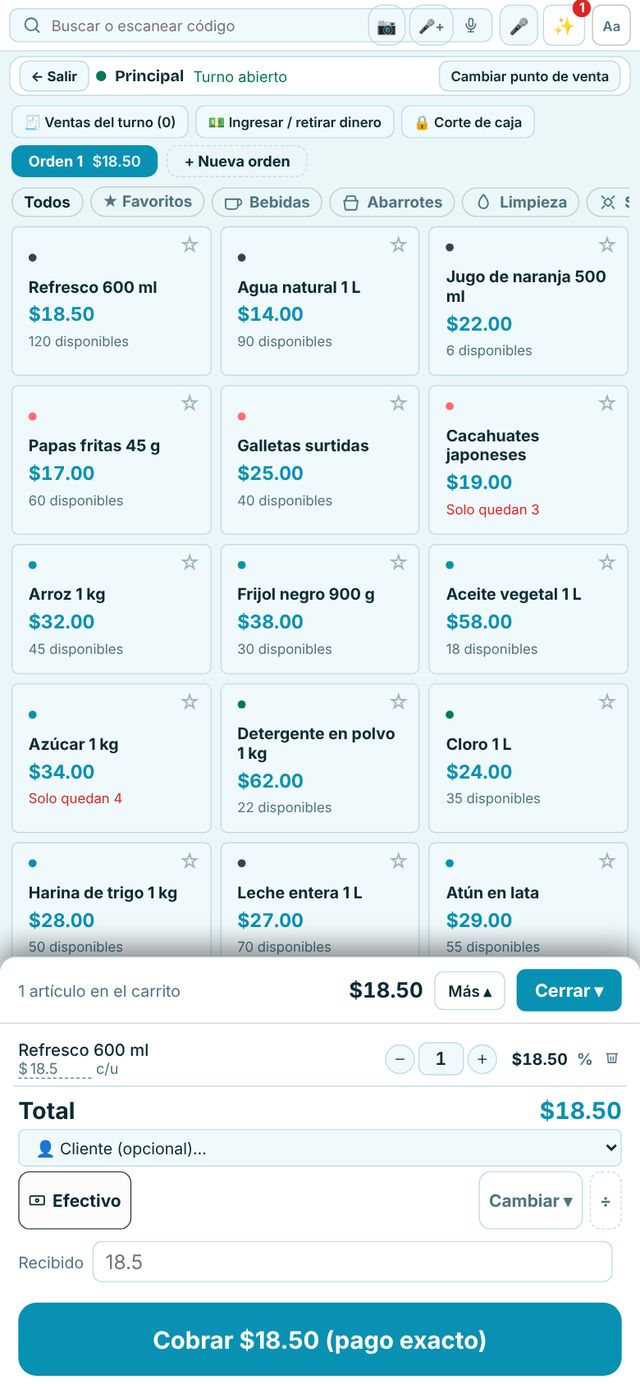 Buscar o escanear código
+
1
Aa
← Salir Principal Turno abierto Cambiar punto de venta
Ventas del turno (0) Ingresar / retirar dinero Corte de caja
Orden 1 $18.50 + Nueva orden
Todos ★ Favoritos Bebidas Abarrotes Limpieza
Refresco 600 ml
$18.50
120 disponibles
Agua natural 1 L
$14.00
90 disponibles
Jugo de naranja 500
ml
$22.00
6 disponibles
Papas fritas 45 g
$17.00
60 disponibles
Galletas surtidas
$25.00
40 disponibles
Cacahuates
japoneses
$19.00
Solo quedan 3
Arroz 1 kg
$32.00
45 disponibles
Frijol negro 900 g
$38.00
30 disponibles
Aceite vegetal 1 L
$58.00
18 disponibles
Azúcar 1 kg
$34.00
Solo quedan 4
Detergente en polvo
1 kg
$62.00
22 disponibles
Cloro 1 L
$24.00
35 disponibles
Harina de trigo 1 kg
$28.00
50 disponibles
Leche entera 1 L
$27.00
70 disponibles
Atún en lata
$29.00
55 disponibles
1 artículo en el carrito $18.50 Más ▴ Cerrar ▾
Refresco 600 ml
$ 18.5 c/u
− 1 + $18.50 %
Total $18.50
Cliente (opcional)...
Efectivo Cambiar ▾ ÷
Recibido 18.5
Cobrar $18.50 (pago exacto)